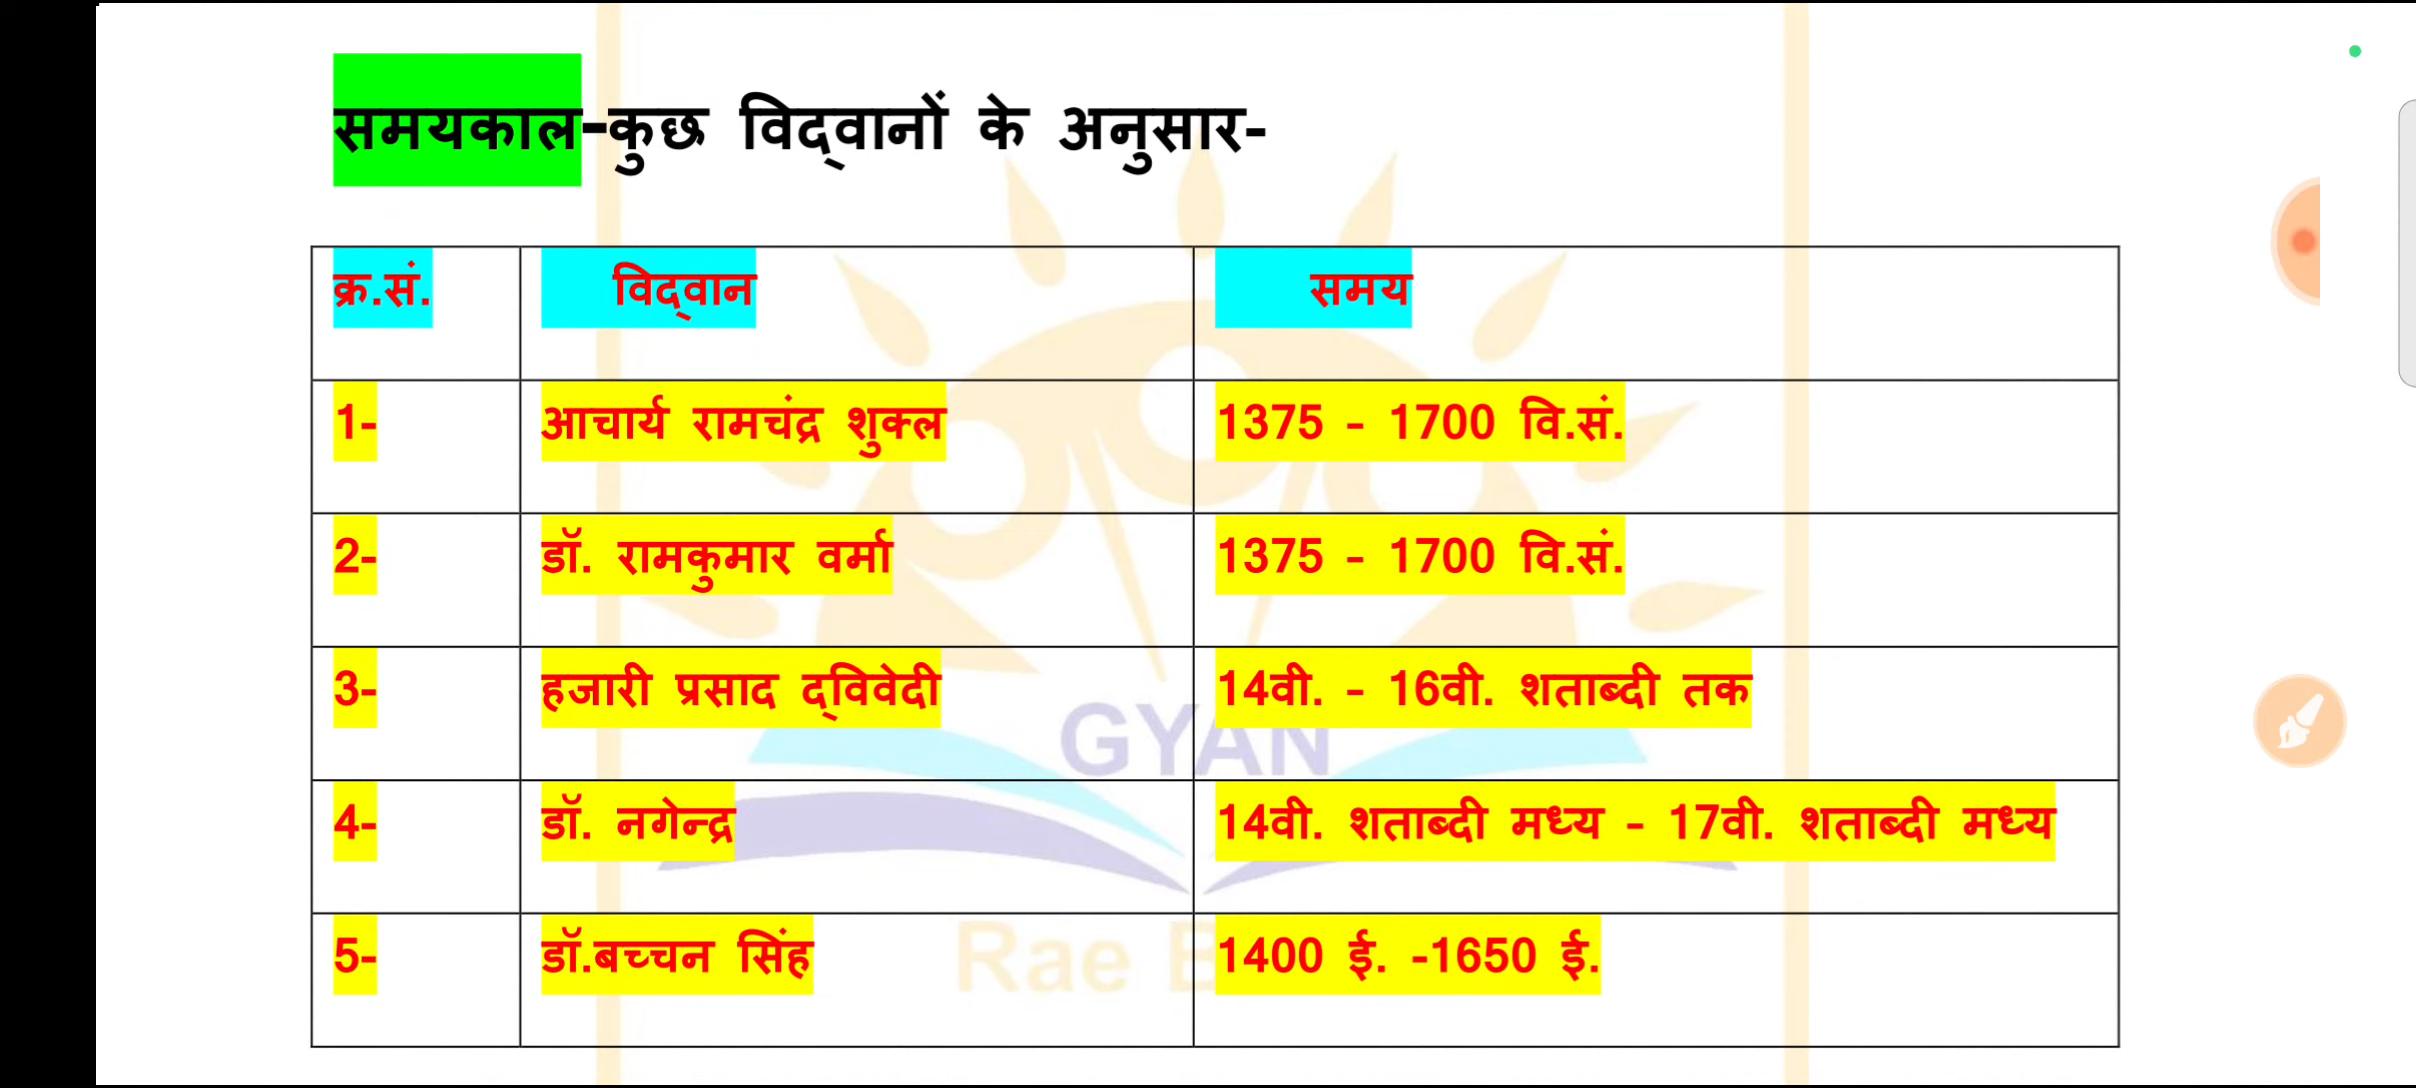 समयकाल-कुछ विद्वानों के अनुसार-
क्र.सं. विद्वान समय
1- आचार्य रामचंद्र शुक्ल 1375 - 1700 वि.सं.
2- डॉ. रामकुमार वर्मा 1375 - 1700 वि.सं.
3- हजारी प्रसाद द्विवेदी 14वी. - 16वी. शताब्दी तक
GYAN
4- डॉ. नगेन्द्र 14वी. शताब्दी मध्य - 17वी. शताब्दी मध्य
5- डॉ.बच्चन सिंह 1400 ई. -1650 ई.
Rae